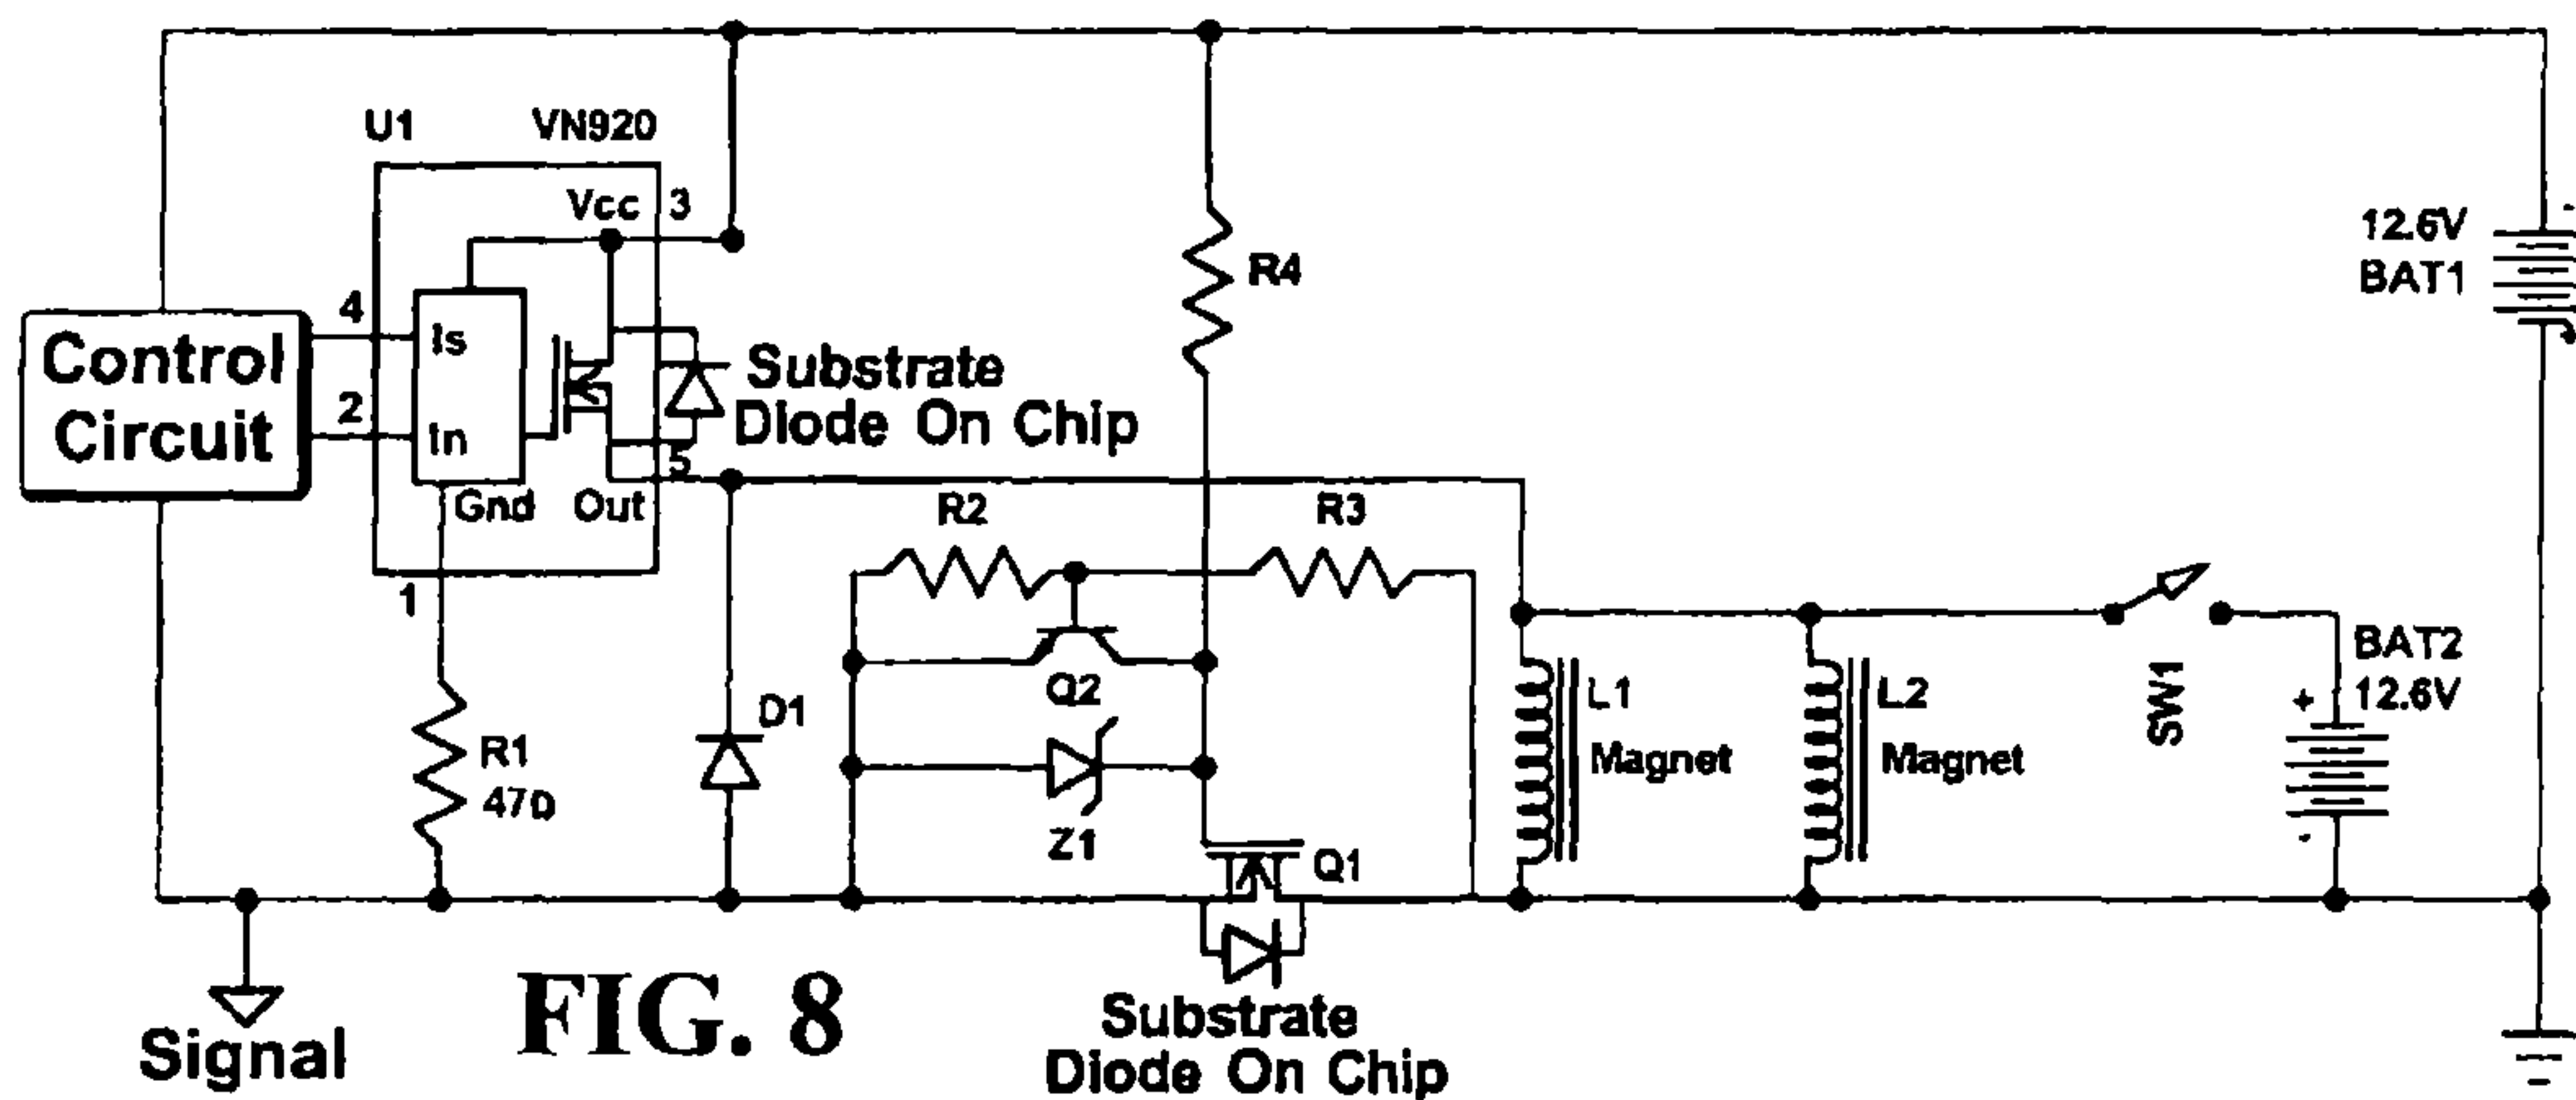 U1 VN920
Vcc 3
12.6V
BAT1
-
+
R4
4
Is
Control
Circuit
2
In
Substrate
Diode On Chip
5
Gnd Out
R2
R3
1
BAT2
12.6V
+
-
SW1
Q2
D1
L1
Magnet
L2
Magnet
R1
Z1
Q1
FIG. 8
Signal
Substrate
Diode On Chip